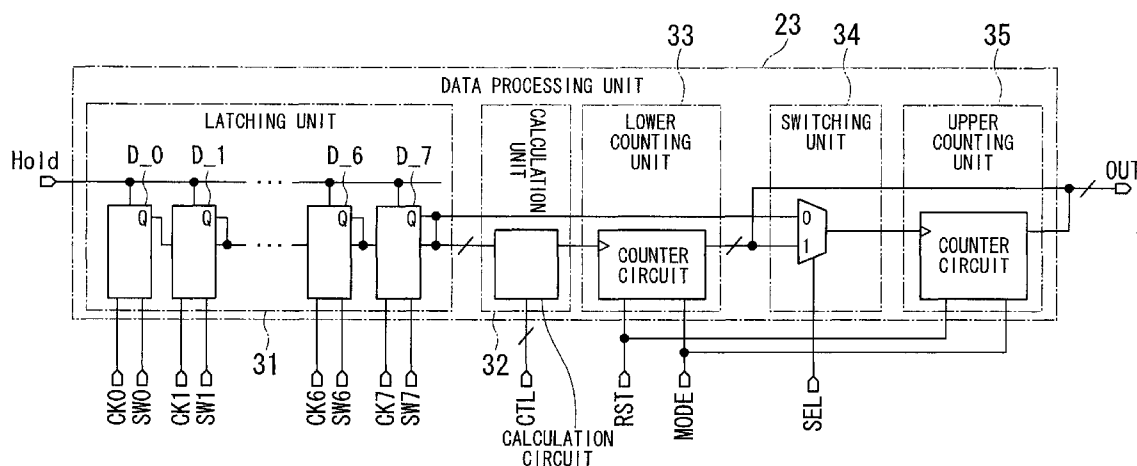 33
23
34
35
DATA PROCESSING UNIT
LATCHING UNIT
CALCULATION
UNIT
LOWER
COUNTING
UNIT
SWITCHING
UNIT
UPPER
COUNTING
UNIT
Hold
D_0
D_1
D_6
D_7
OUT
Q
Q
Q
Q
...
...
0
1
COUNTER
CIRCUIT
COUNTER
CIRCUIT
31
32
CK0
SW0
CK1
SW1
CK6
SW6
CK7
SW7
CTL
RST
MODE
SEL
CALCULATION
CIRCUIT